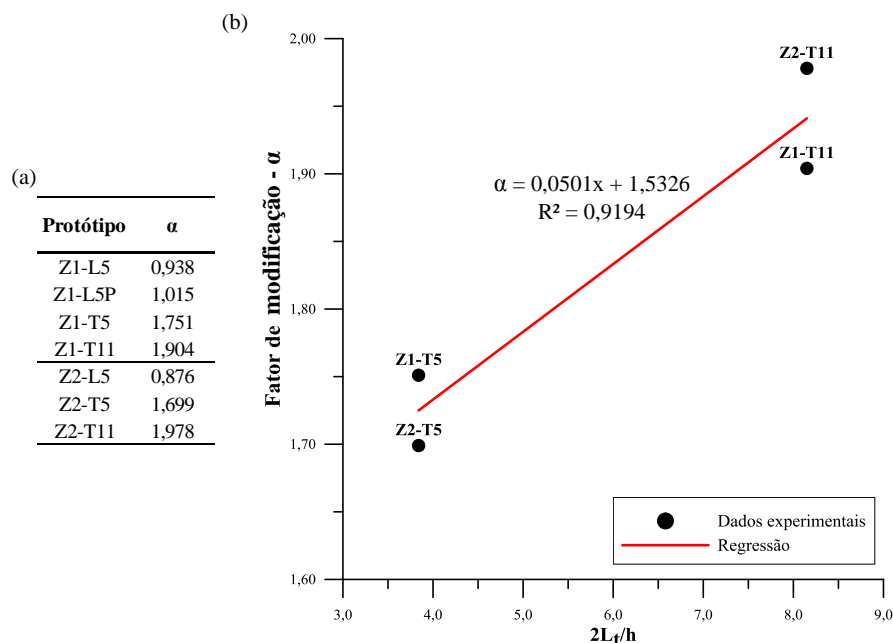 (a)
Protótipo α
Z1-L5 0,938
Z1-L5P 1,015
Z1-T5 1,751
Z1-T11 1,904
Z2-L5 0,876
Z2-T5 1,699
Z2-T11 1,978
(b)
Fator de modificação - α
2,00
1,90
1,80
1,70
1,60
Z2-T11
Z1-T11
α = 0,0501x + 1,5326
R² = 0,9194
Z1-T5
Z2-T5
Dados experimentais
Regressão
3,0 4,0 5,0 6,0 7,0 8,0 9,0
2Lf/h